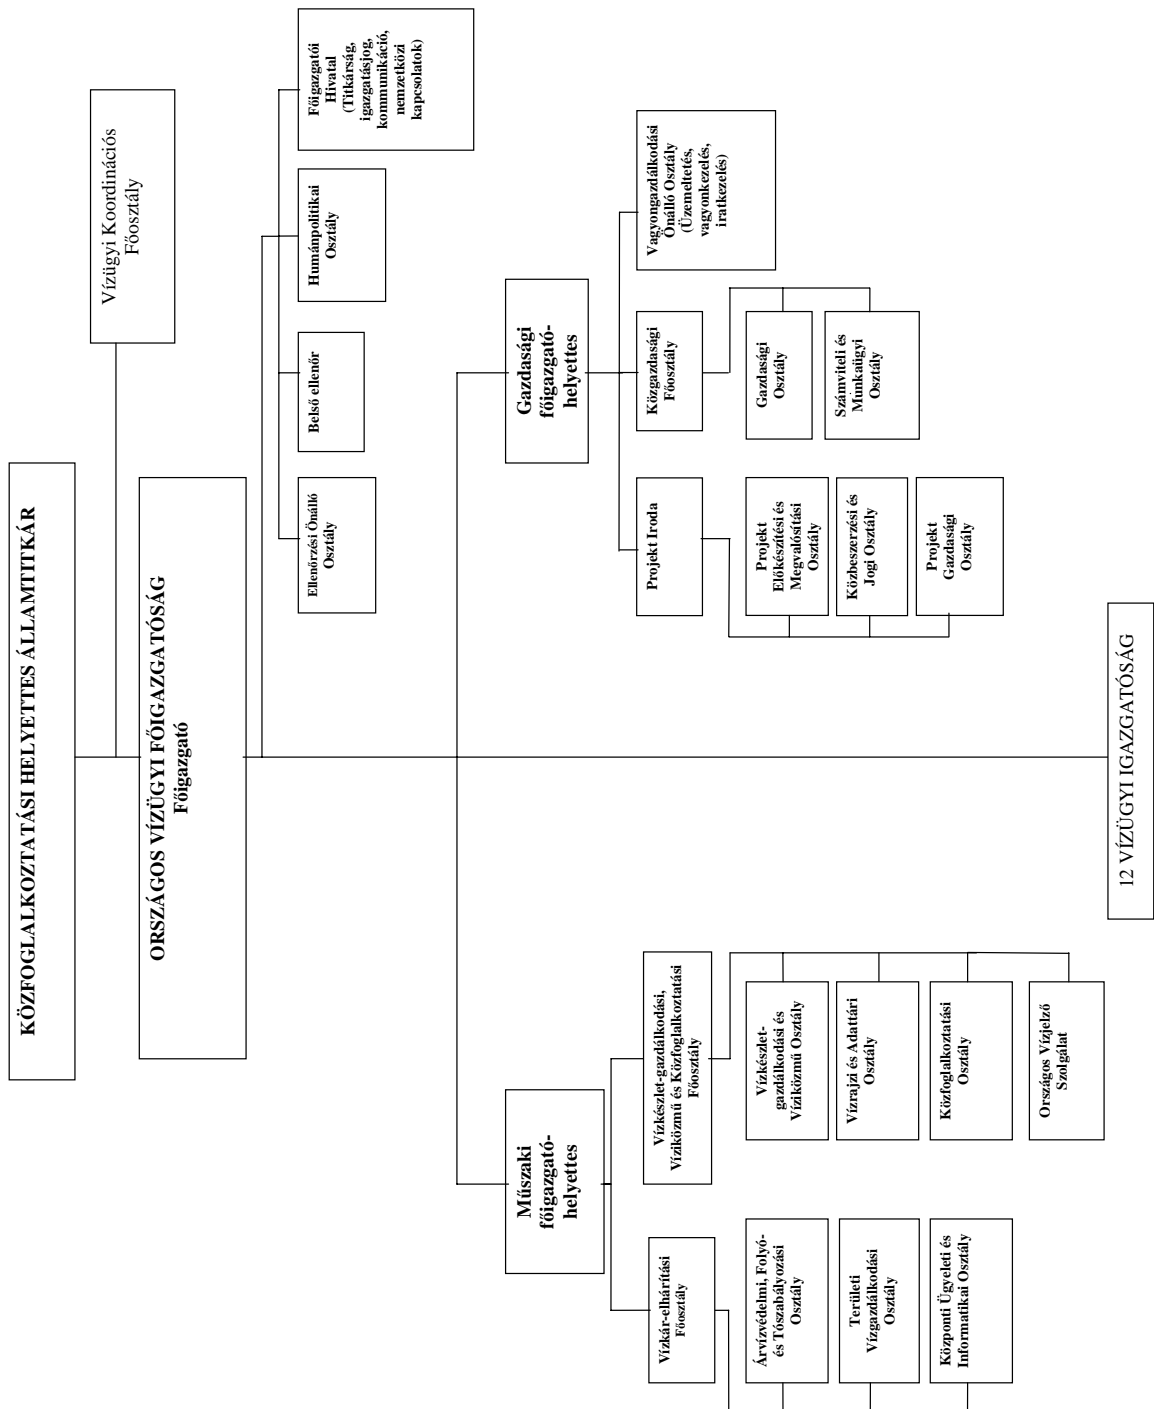 KÖZFOGLALKOZTATÁSI HELYETTES ÁLLAMTITKÁR
Vízügyi Koordinációs
Főosztály
ORSZÁGOS VÍZÜGYI FŐIGAZGATÓSÁG
Főigazgató
Ellenőrzési Önálló
Osztály
Belső ellenőr
Humánpolitikai
Osztály
Főigazgatói
Hivatal
(Titkárság,
igazgatásjog,
kommunikáció,
nemzetközi
kapcsolatok)
Műszaki
főigazgató-
helyettes
Gazdasági
főigazgató-
helyettes
Vízkár-elhárítási
Főosztály
Vízkészlet-gazdálkodási,
Víziközmű és Közfoglalkoztatási
Főosztály
Projekt Iroda
Közgazdasági
Főosztály
Vagyongazdálkodási
Önálló Osztály
(Üzemeltetés,
vagyonkezelés,
iratkezelés)
Árvízvédelmi, Folyó-
és Tószabályozási
Osztály
Területi
Vízgazdálkodási
Osztály
Központi Ügyeleti és
Informatikai Osztály
Vízkészlet-
gazdálkodási és
Víziközmű Osztály
Vízrajzi és Adattári
Osztály
Közfoglalkoztatási
Osztály
Országos Vízjelző
Szolgálat
Projekt
Előkészítési és
Megvalósítási
Osztály
Közbeszerzési és
Jogi Osztály
Projekt
Gazdasági
Osztály
Gazdasági
Osztály
Számviteli és
Munkaügyi
Osztály
12 VÍZÜGYI IGAZGATÓSÁG